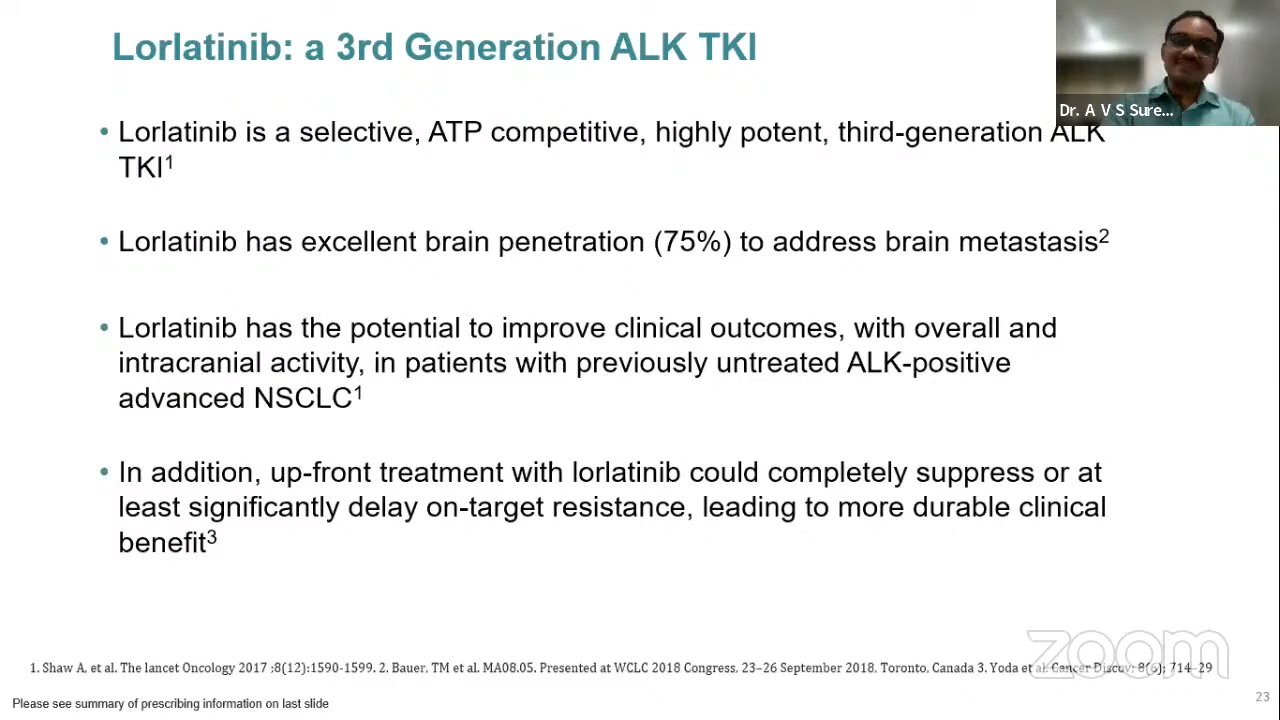 Lorlatinib: a 3rd Generation ALK TKI
Dr. A V S Sure...
• Lorlatinib is a selective, ATP competitive, highly potent, third-generation ALK
TKI¹
• Lorlatinib has excellent brain penetration (75%) to address brain metastasis²
• Lorlatinib has the potential to improve clinical outcomes, with overall and
intracranial activity, in patients with previously untreated ALK-positive
advanced NSCLC¹
• In addition, up-front treatment with lorlatinib could completely suppress or at
least significantly delay on-target resistance, leading to more durable clinical
benefit³
zoom
1. Shaw A, et al. The lancet Oncology 2017 ;8(12):1590-1599. 2. Bauer, TM et al. MA08.05. Presented at WCLC 2018 Congress, 23–26 September 2018. Toronto. Canada 3. Yoda et al. Cancer Discov; 8(6); 714–29
Please see summary of prescribing information on last slide
23